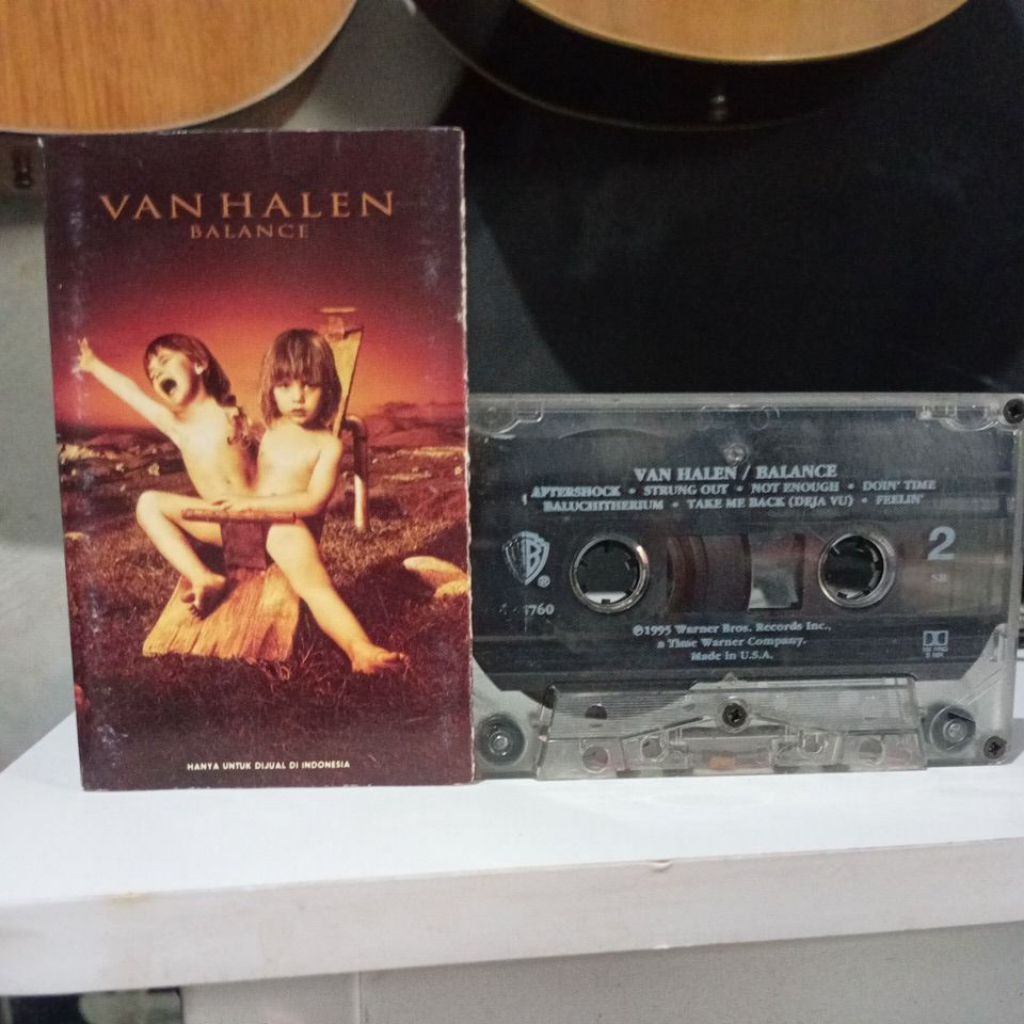 VAN HALEN
BALANCE
HANYA UNTUK DIJUAL DI INDONESIA
VAN HALEN / BALANCE
AFTERSHOCK • STRUNG OUT • NOT ENOUGH • DOIN' TIME
BALUCHITHERIUM • TAKE ME BACK (DEJA VU) • FEELIN'
2
SR
℗1995 Warner Bros. Records Inc.,
a Time Warner Company.
Made in U.S.A.